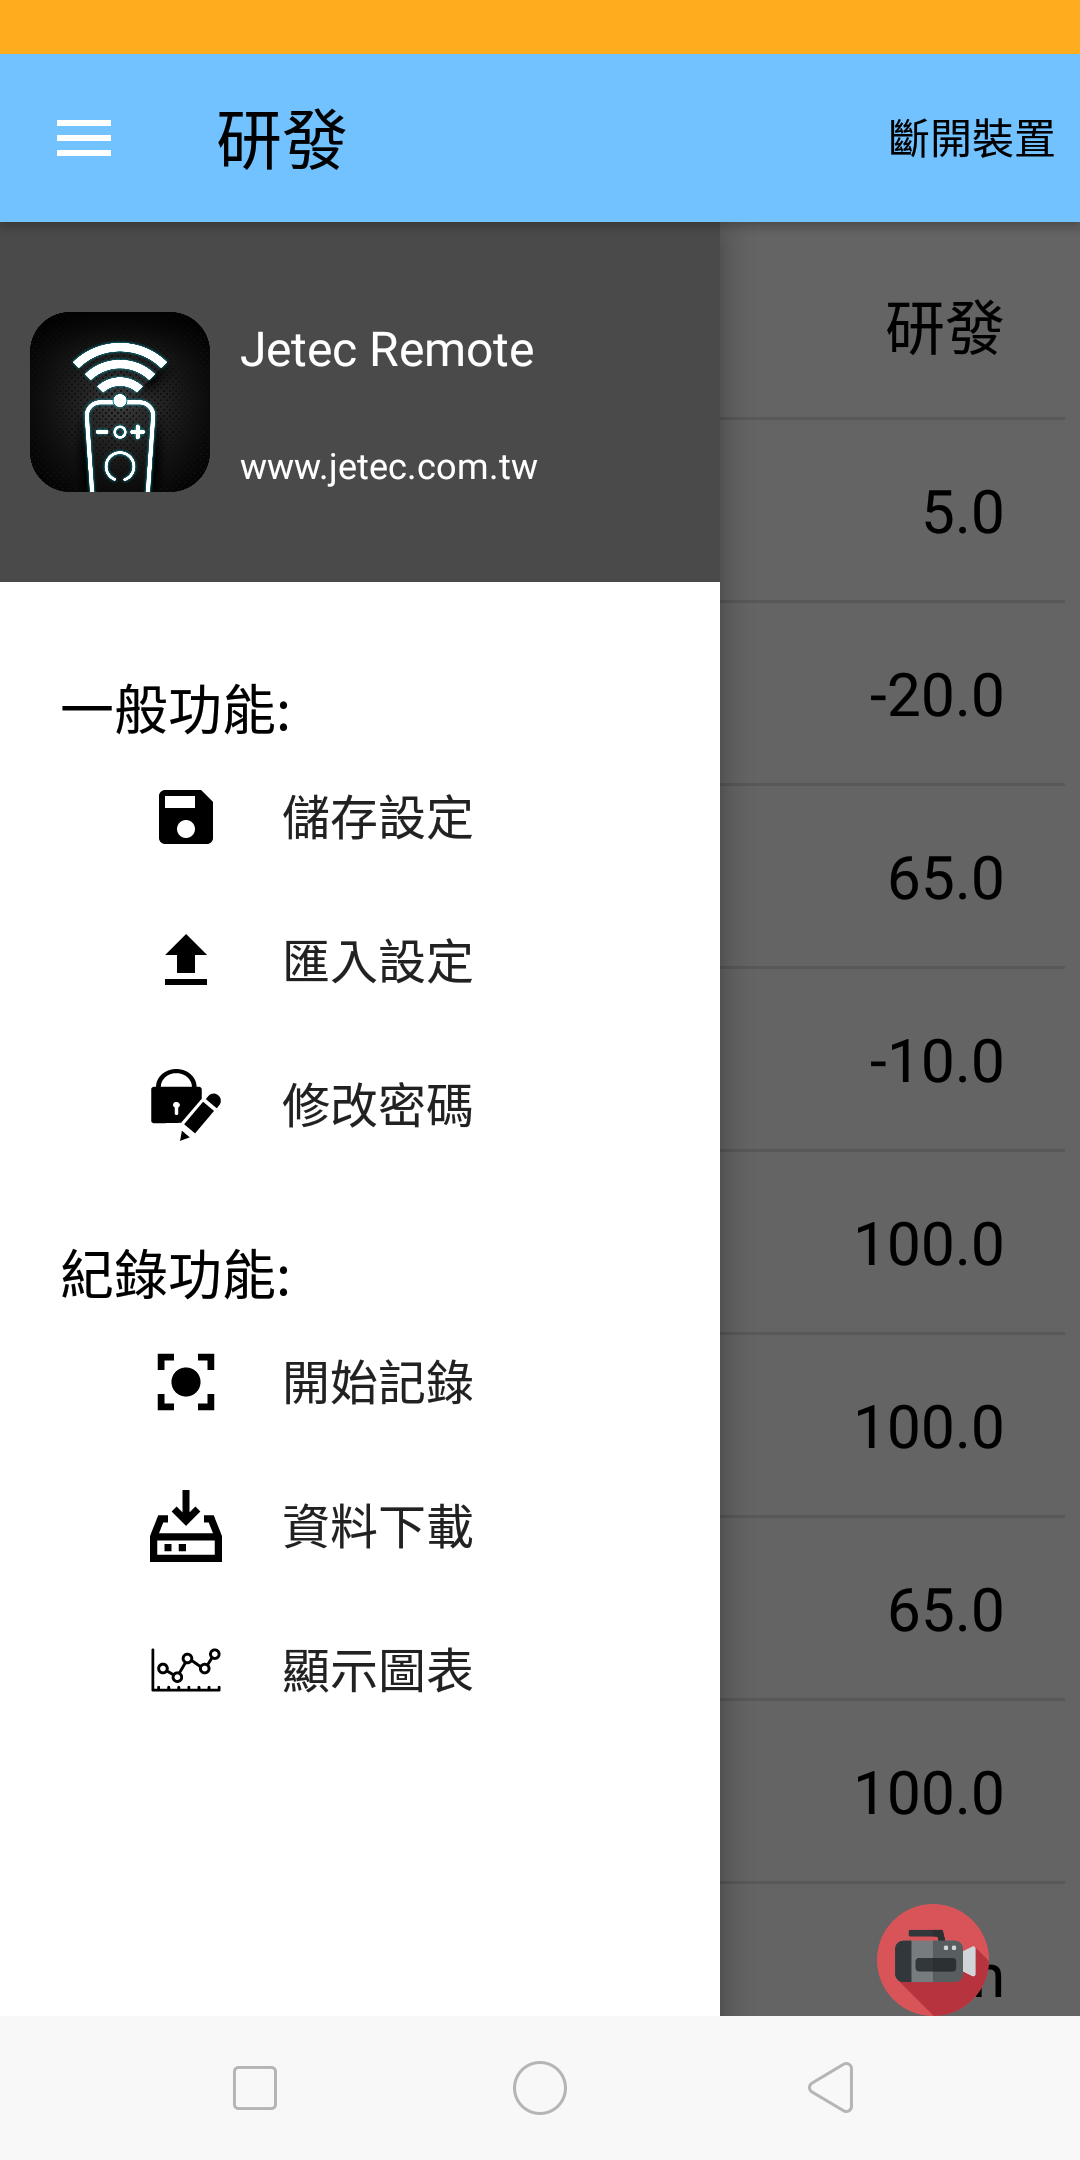 研發
斷開裝置
Jetec Remote
www.jetec.com.tw
研發
5.0
-20.0
65.0
-10.0
100.0
100.0
65.0
100.0
一般功能:
儲存設定
匯入設定
修改密碼
紀錄功能:
開始記錄
資料下載
顯示圖表